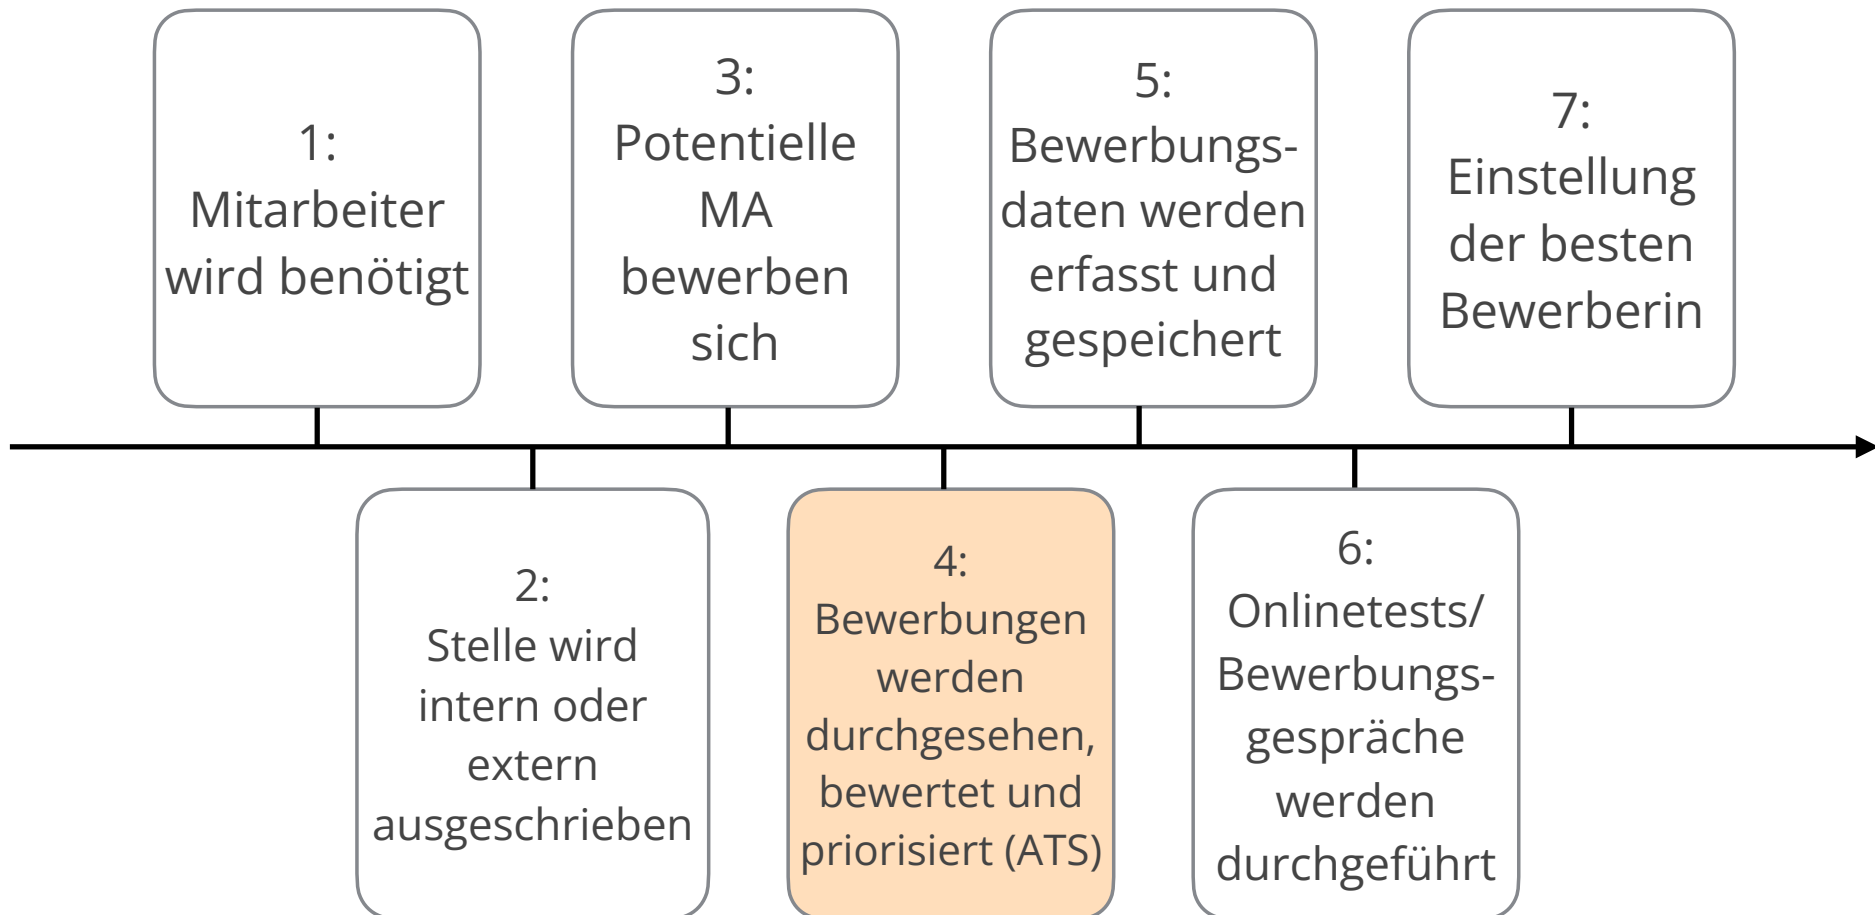 1:
Mitarbeiter
wird benötigt
2:
Stelle wird
intern oder
extern
ausgeschrieben
3:
Potentielle
MA
bewerben
sich
4:
Bewerbungen
werden
durchgesehen,
bewertet und
priorisiert (ATS)
5:
Bewerbungs-
daten werden
erfasst und
gespeichert
6:
Onlinetests/
Bewerbungs-
gespräche
werden
durchgeführt
7:
Einstellung
der besten
Bewerberin